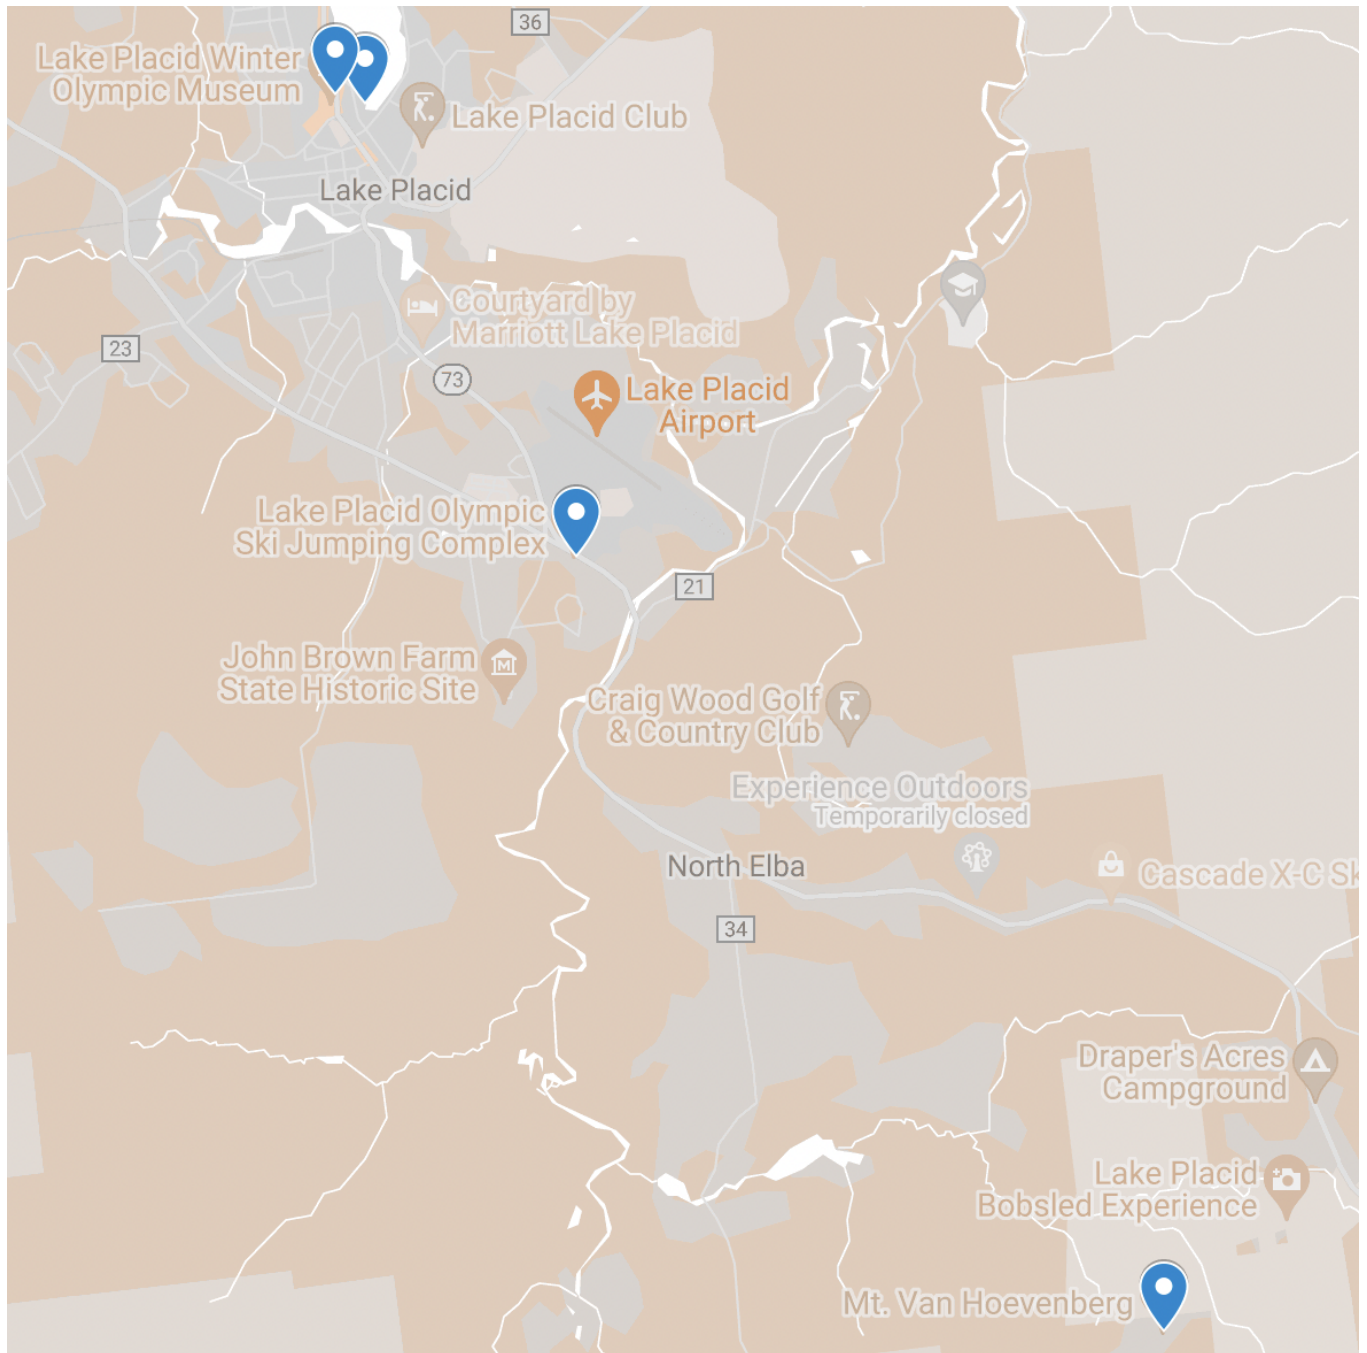 36
Lake Placid Winter
Olympic Museum
Lake Placid Club
Lake Placid
Courtyard by
Marriott Lake Placid
23
73
Lake Placid
Airport
Lake Placid Olympic
Ski Jumping Complex
21
John Brown Farm
State Historic Site
Craig Wood Golf
& Country Club
Experience Outdoors
Temporarily closed
North Elba
Cascade X-C Sk
34
Draper's Acres
Campground
Lake Placid
Bobsled Experience
Mt. Van Hoevenberg